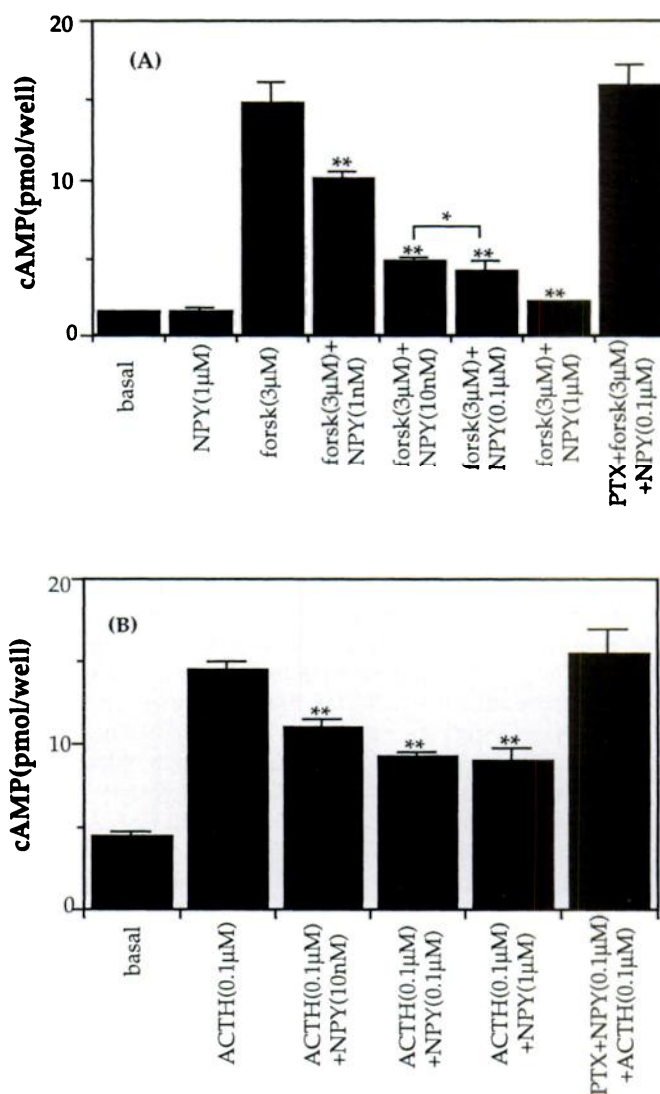 (A)
cAMP(pmol/well)
20
10
0
**
**
*
**
**
basal
NPY(1µM)
forsk(3µM)
forsk(3µM)+
NPY(1nM)
forsk(3µM)+
NPY(10nM)
forsk(3µM)+
NPY(0.1µM)
forsk(3µM)+
NPY(1µM)
PTX+forsk(3µM)
+NPY(0.1µM)
(B)
cAMP(pmol/well)
20
10
0
**
**
**
basal
ACTH(0.1µM)
ACTH(0.1µM)
+NPY(10nM)
ACTH(0.1µM)
+NPY(0.1µM)
ACTH(0.1µM)
+NPY(1µM)
PTX+NPY(0.1µM)
+ACTH(0.1µM)